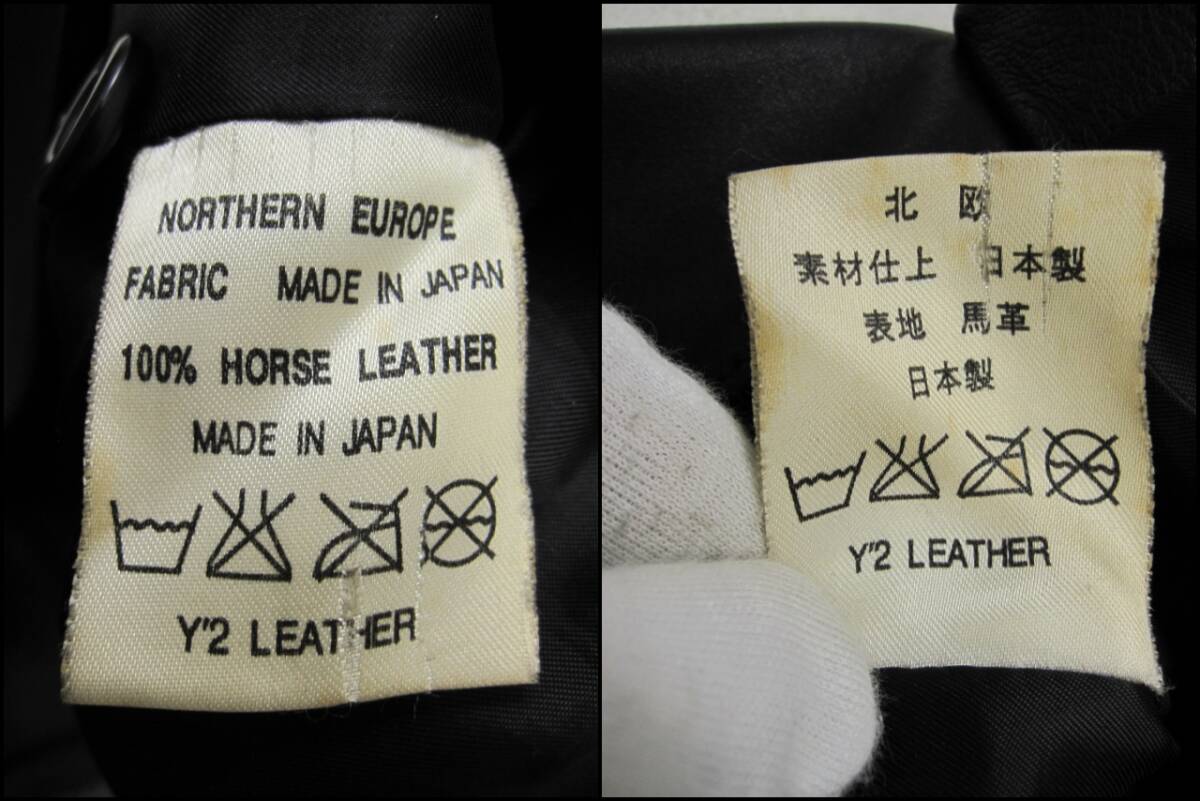 NORTHERN EUROPE
FABRIC MADE IN JAPAN
100% HORSE LEATHER
MADE IN JAPAN
Y"2 LEATHER
北 欧
素材仕上 日本製
表地 馬革
日本製
Y"2 LEATHER